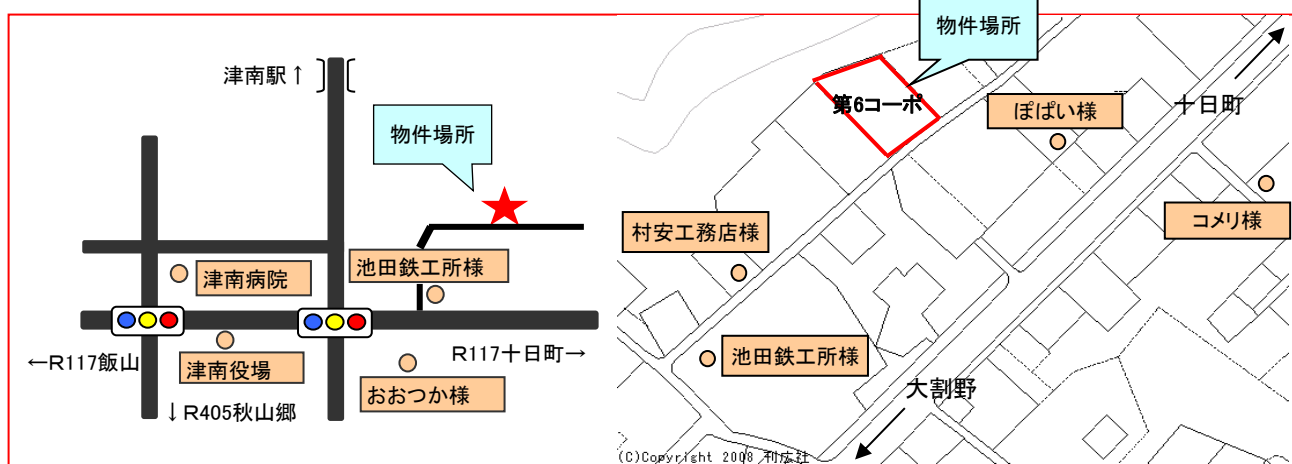 津南駅↑
物件場所
池田鉄工所様
津南病院
←R117飯山
津南役場
R117十日町→
おおつか様
↓R405秋山郷
物件場所
第6コーポ
ぽぱい様
十日町
コメリ様
村安工務店様
池田鉄工所様
大割野
(C)Copyright 2008 刊広社